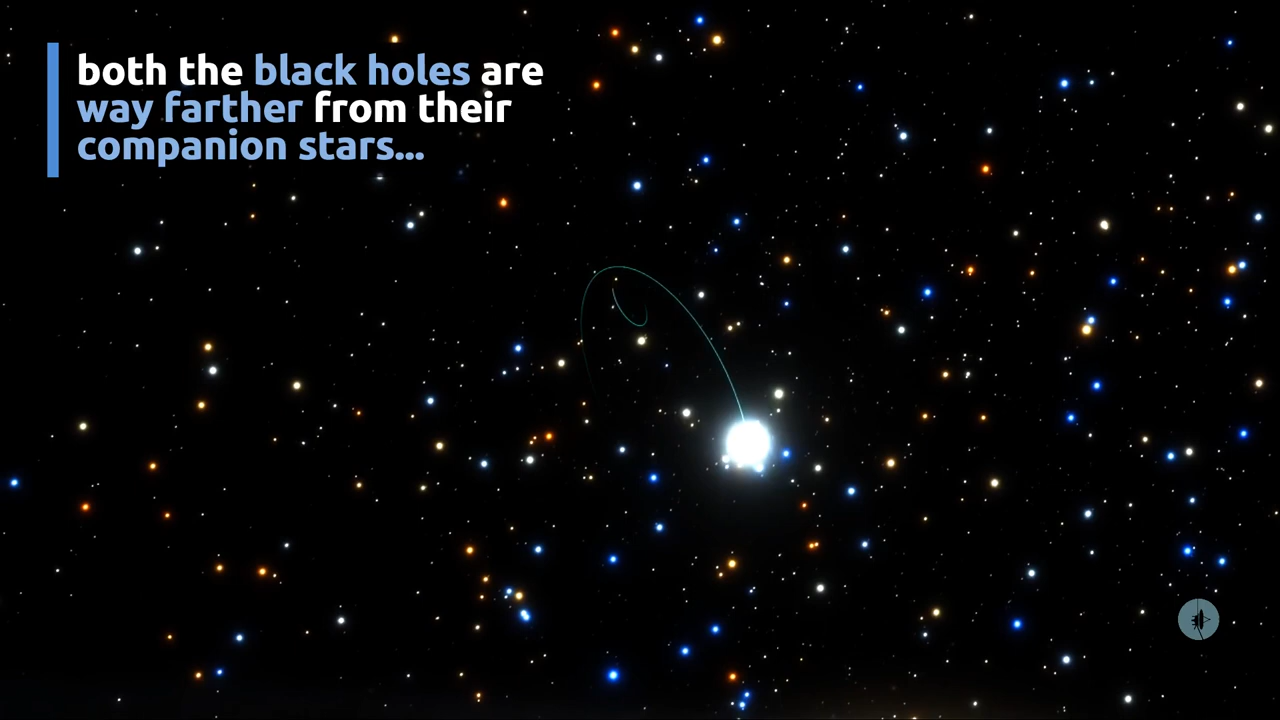 both the black holes are
way farther from their
companion stars...